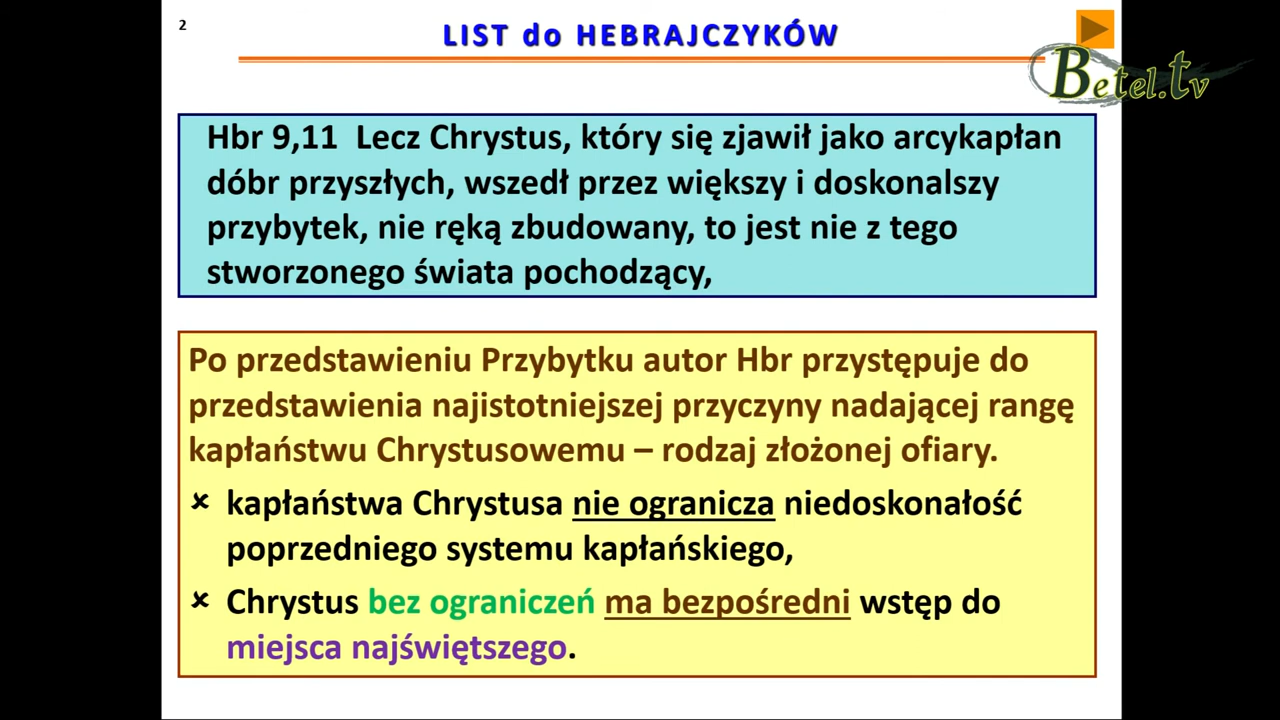 2
LIST do HEBRAJCZYKÓW
Betel.tv
Hbr 9,11 Lecz Chrystus, który się zjawił jako arcykapłan
dóbr przyszłych, wszedł przez większy i doskonalszy
przybytek, nie ręką zbudowany, to jest nie z tego
stworzonego świata pochodzący,
Po przedstawieniu Przybytku autor Hbr przystępuje do
przedstawienia najistotniejszej przyczyny nadającej rangę
kapłaństwu Chrystusowemu – rodzaj złożonej ofiary.
× kapłaństwa Chrystusa nie ogranicza niedoskonałość
poprzedniego systemu kapłańskiego,
× Chrystus bez ograniczeń ma bezpośredni wstęp do
miejsca najświętszego.